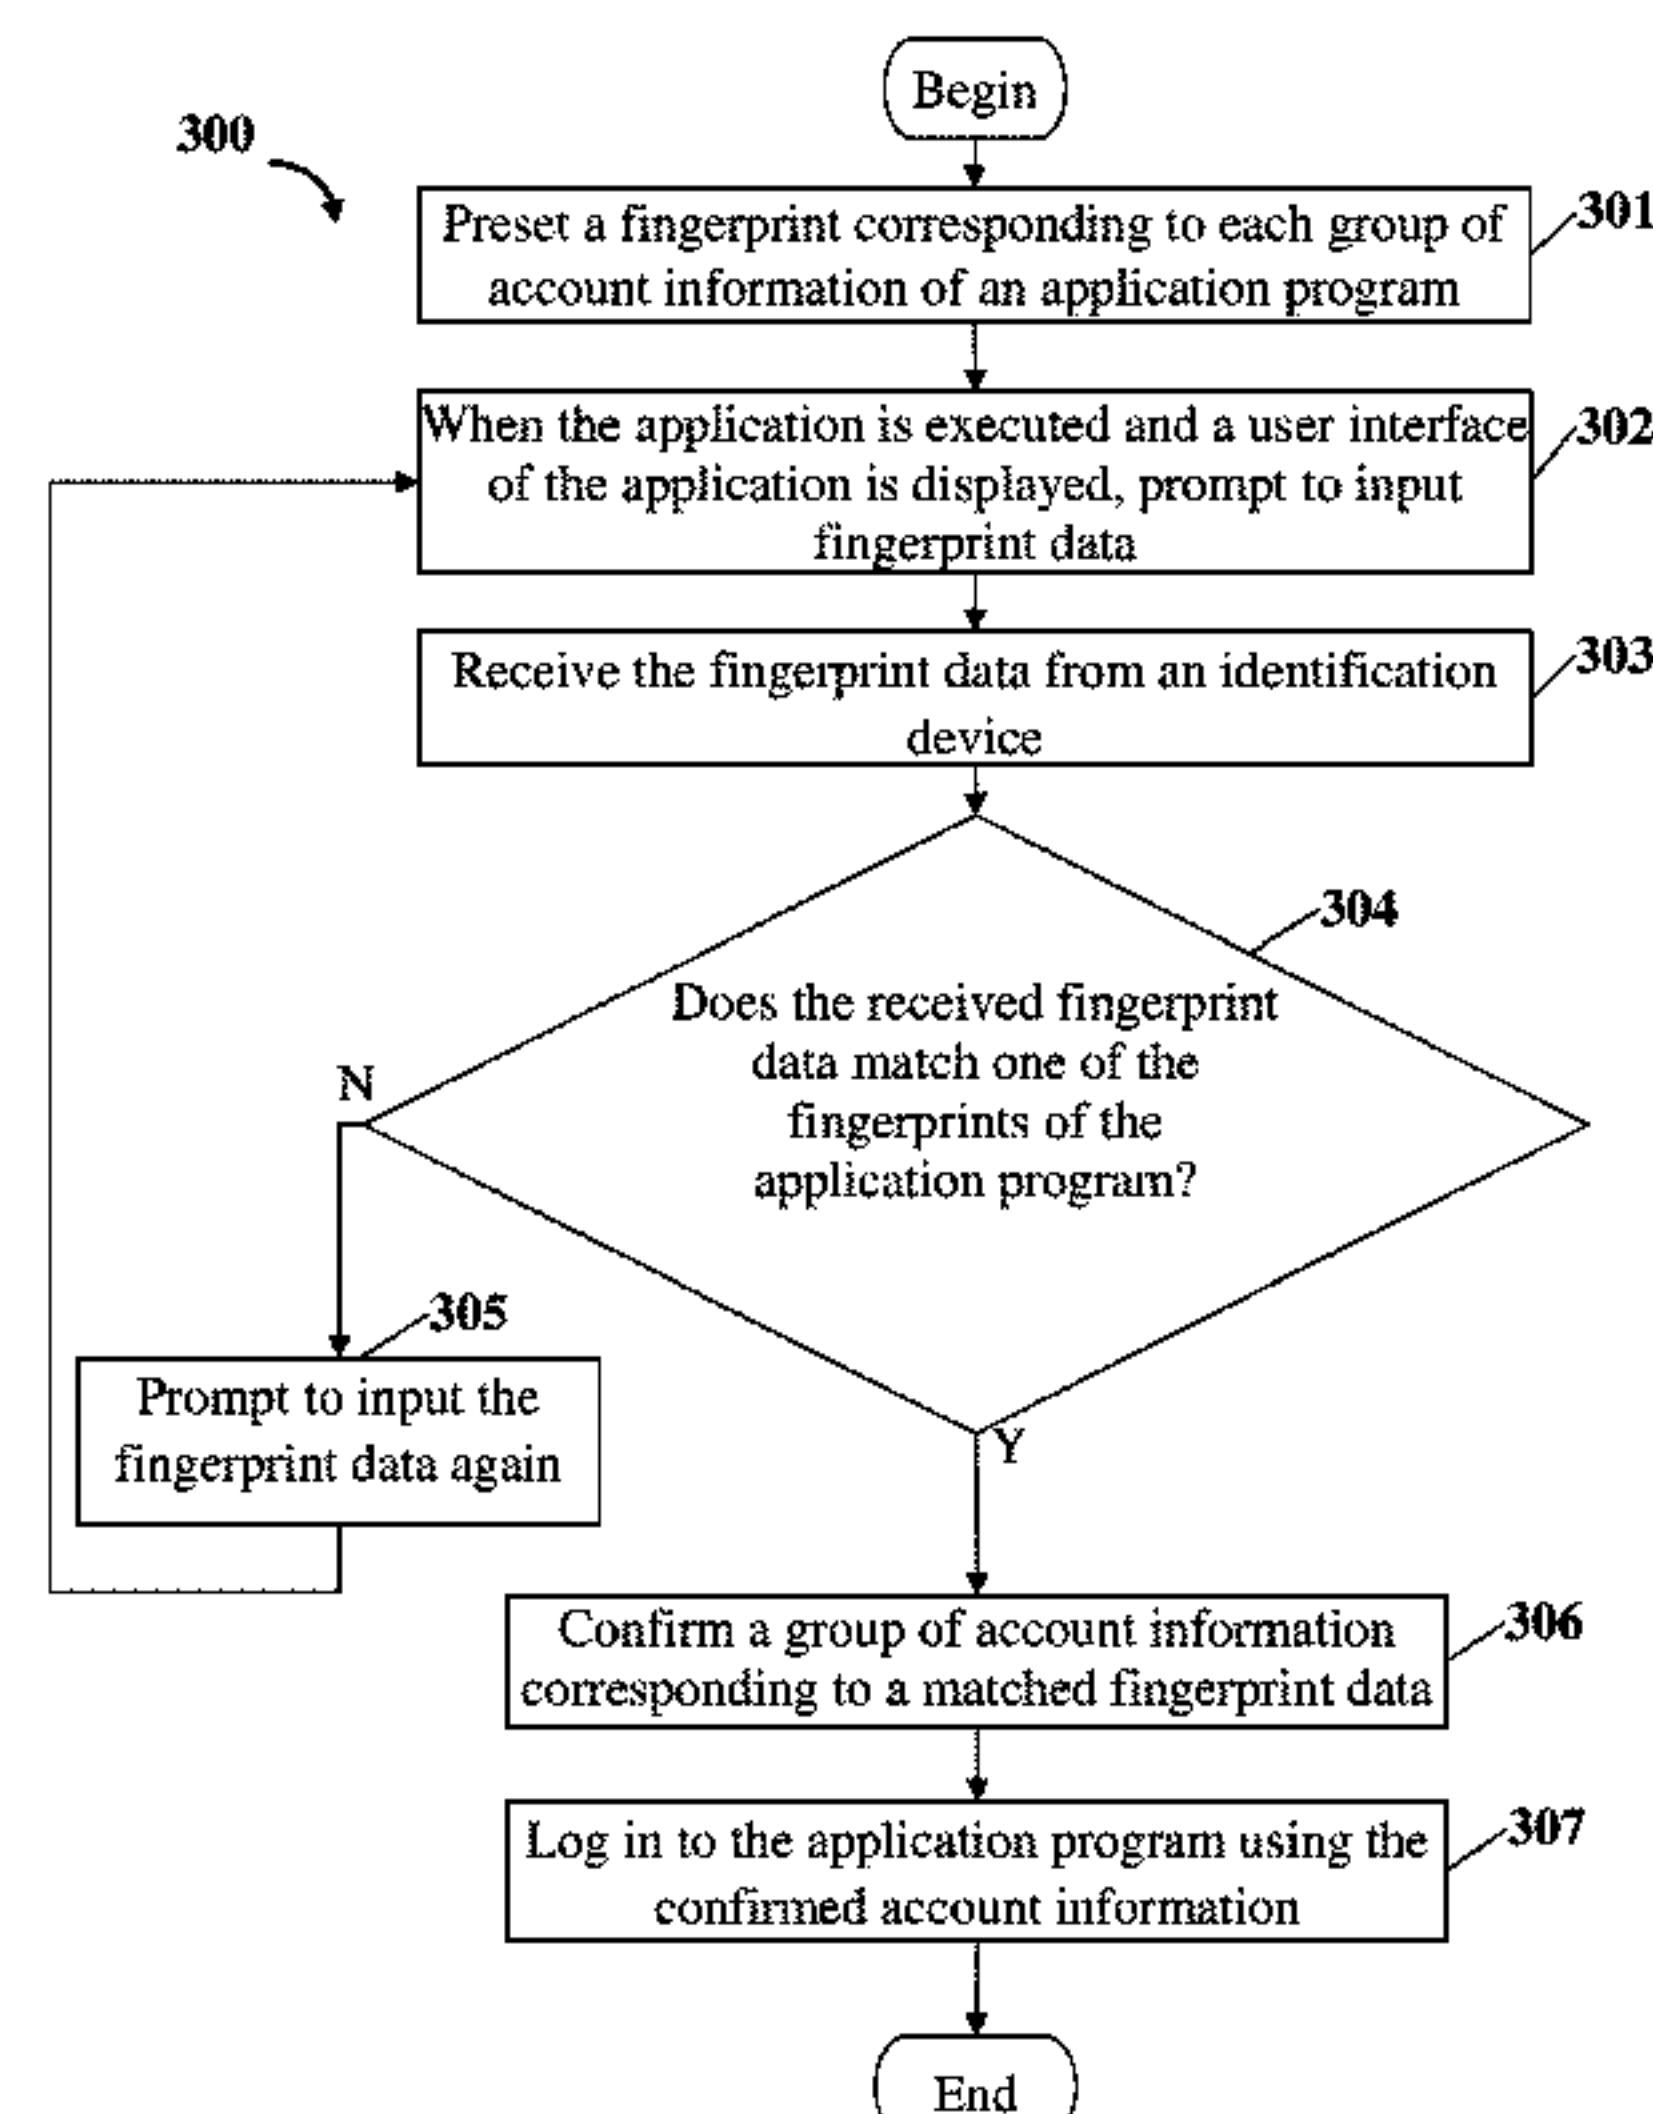 Begin
300
301
Preset a fingerprint corresponding to each group of
account information of an application program
302
When the application is executed and a user interface
of the application is displayed, prompt to input
fingerprint data
303
Receive the fingerprint data from an identification
device
304
Does the received fingerprint
data match one of the
fingerprints of the
application program?
N
Y
305
Prompt to input the
fingerprint data again
306
Confirm a group of account information
corresponding to a matched fingerprint data
307
Log in to the application program using the
confirmed account information
End